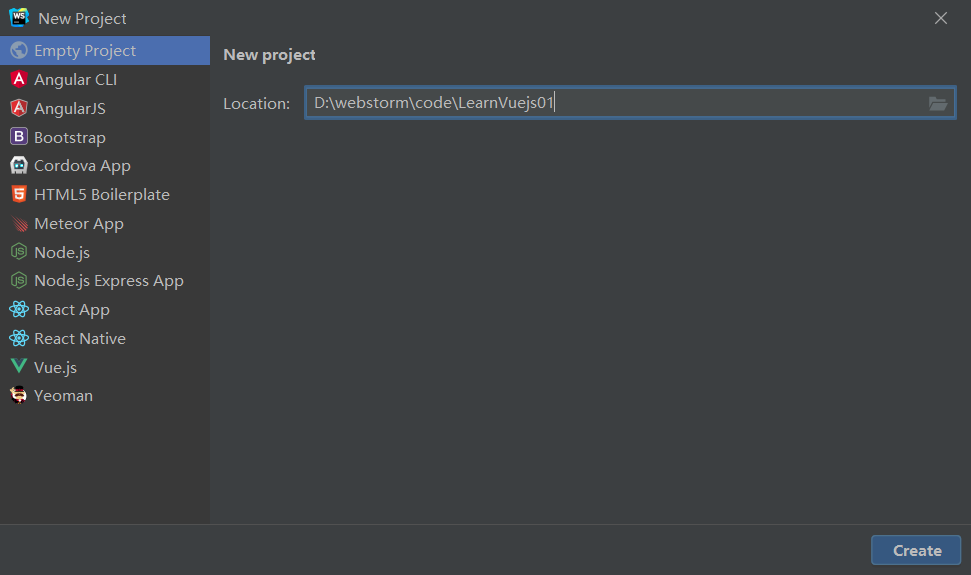 New Project
Empty Project
Angular CLI
AngularJS
Bootstrap
Cordova App
HTML5 Boilerplate
Meteor App
Node.js
Node.js Express App
React App
React Native
Vue.js
Yeoman
New project
Location: D:\webstorm\code\LearnVuejs01
Create